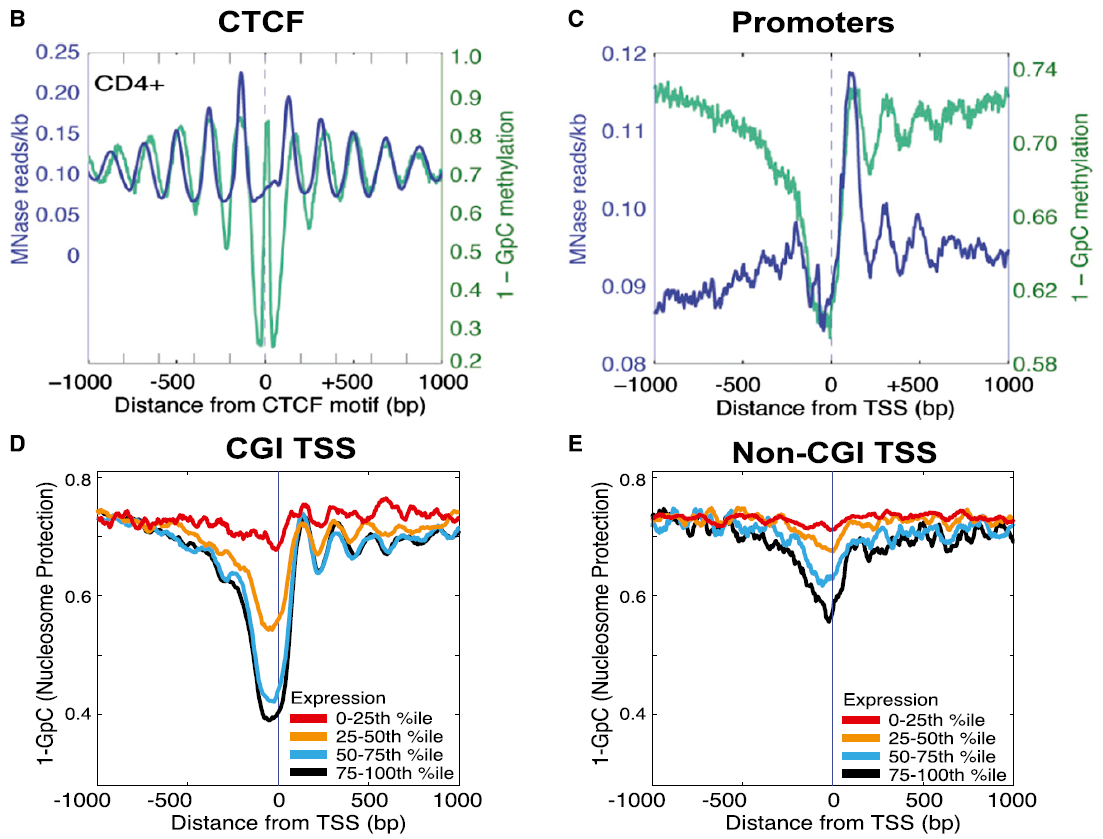 B
CTCF
0.25
0.20
0.15
0.10
0.05
0
MNase reads/kb
CD4+
1.0
0.9
0.8
0.7
0.6
0.5
0.4
0.3
0.2
1 – GpC methylation
−1000 -500 0 +500 1000
Distance from CTCF motif (bp)
C
Promoters
0.12
0.11
0.10
0.09
0.08
MNase reads/kb
0.74
0.70
0.66
0.62
0.58
1 – GpC methylation
−1000 -500 0 +500 1000
Distance from TSS (bp)
D
CGI TSS
0.8
0.6
0.4
1-GpC (Nucleosome Protection)
Expression
0-25th %ile
25-50th %ile
50-75th %ile
75-100th %ile
-1000 -500 0 500 1000
Distance from TSS (bp)
E
Non-CGI TSS
0.8
0.6
0.4
1-GpC (Nucleosome Protection)
Expression
0-25th %ile
25-50th %ile
50-75th %ile
75-100th %ile
-1000 -500 0 500 1000
Distance from TSS (bp)